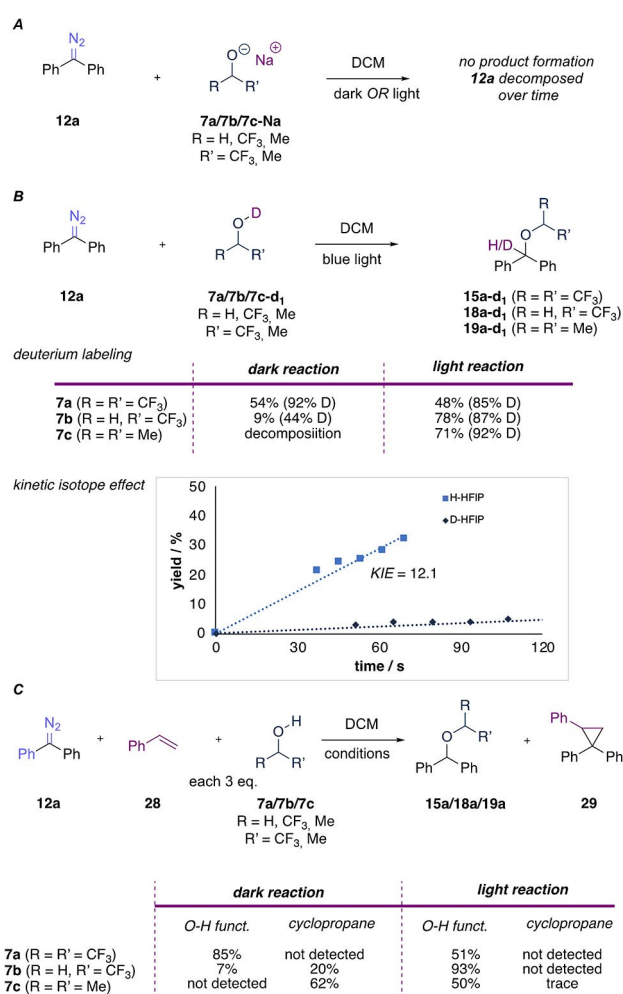 A
N₂
Ph Ph
12a
+
O⊖ Na⊕
R R'
7a/7b/7c-Na
R = H, CF₃, Me
R' = CF₃, Me
DCM
dark OR light
no product formation
12a decomposed
over time
B
N₂
Ph Ph
12a
+
O D
R R'
7a/7b/7c-d₁
R = H, CF₃, Me
R' = CF₃, Me
DCM
blue light
R
O R'
H/D
Ph Ph
15a-d₁ (R = R' = CF₃)
18a-d₁ (R = H, R' = CF₃)
19a-d₁ (R = R' = Me)
deuterium labeling
dark reaction light reaction
7a (R = R' = CF₃) 54% (92% D) 48% (85% D)
7b (R = H, R' = CF₃) 9% (44% D) 78% (87% D)
7c (R = R' = Me) decomposiition 71% (92% D)
kinetic isotope effect
yield / %
50
40
30
20
10
0
H-HFIP
D-HFIP
KIE = 12.1
0 30 60 90 120
time / s
C
N₂
Ph Ph
12a
+
Ph
28
+
O H
R R'
each 3 eq.
7a/7b/7c
R = H, CF₃, Me
R' = CF₃, Me
DCM
conditions
R
O R'
Ph Ph
15a/18a/19a
+
Ph
Ph Ph
29
dark reaction light reaction
O-H funct. cyclopropane O-H funct. cyclopropane
7a (R = R' = CF₃) 85% not detected 51% not detected
7b (R = H, R' = CF₃) 7% 20% 93% not detected
7c (R = R' = Me) not detected 62% 50% trace